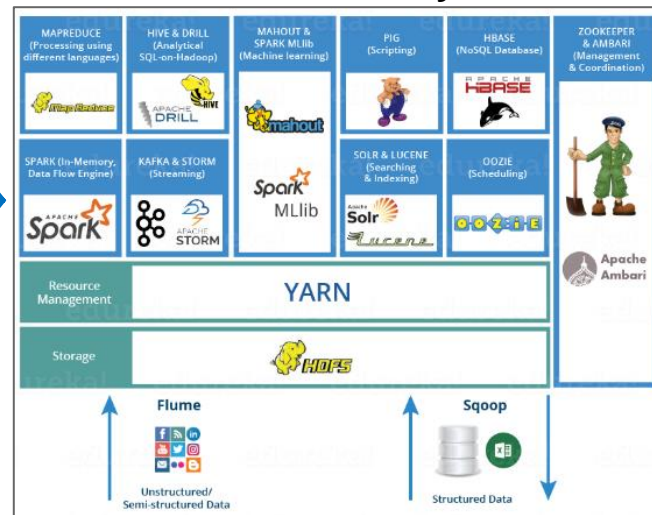 MAPREDUCE
(Processing using
different languages)
Map Reduce
HIVE & DRILL
(Analytical
SQL-on-Hadoop)
HIVE
APACHE
DRILL
MAHOUT &
SPARK MLlib
(Machine learning)
mahout
Spark
MLlib
PIG
(Scripting)
HBASE
(NoSQL Database)
APACHE
HBASE
ZOOKEEPER
& AMBARI
(Management
& Coordination)
Apache
Ambari
SPARK (In-Memory,
Data Flow Engine)
APACHE
Spark
KAFKA & STORM
(Streaming)
APACHE
STORM
SOLR & LUCENE
(Searching
& Indexing)
Apache
Solr
Lucene
OOZIE
(Scheduling)
OOZIE
Resource
Management
YARN
Storage
HDFS
Flume
Unstructured/
Semi-structured Data
Sqoop
Structured Data